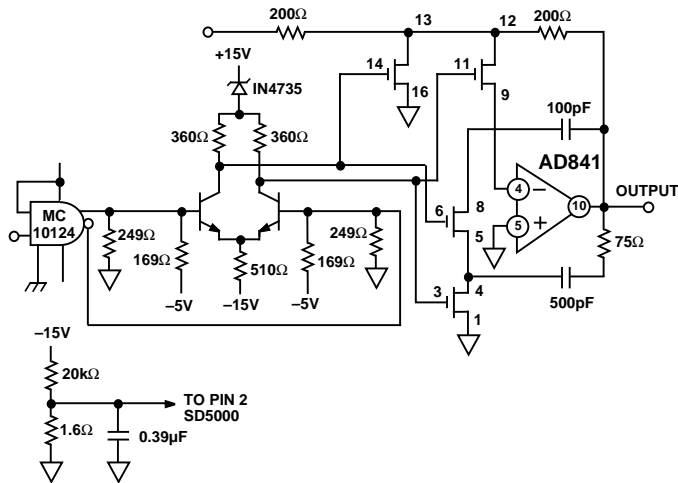 200Ω
13
12
200Ω
+15V
14
11
IN4735
16
9
100pF
360Ω
360Ω
AD841
MC
10124
6
8
4
–
10
OUTPUT
5
+
5
75Ω
249Ω
169Ω
510Ω
169Ω
249Ω
3
4
500pF
–5V
–15V
–5V
1
–15V
20kΩ
TO PIN 2
SD5000
1.6Ω
0.39µF